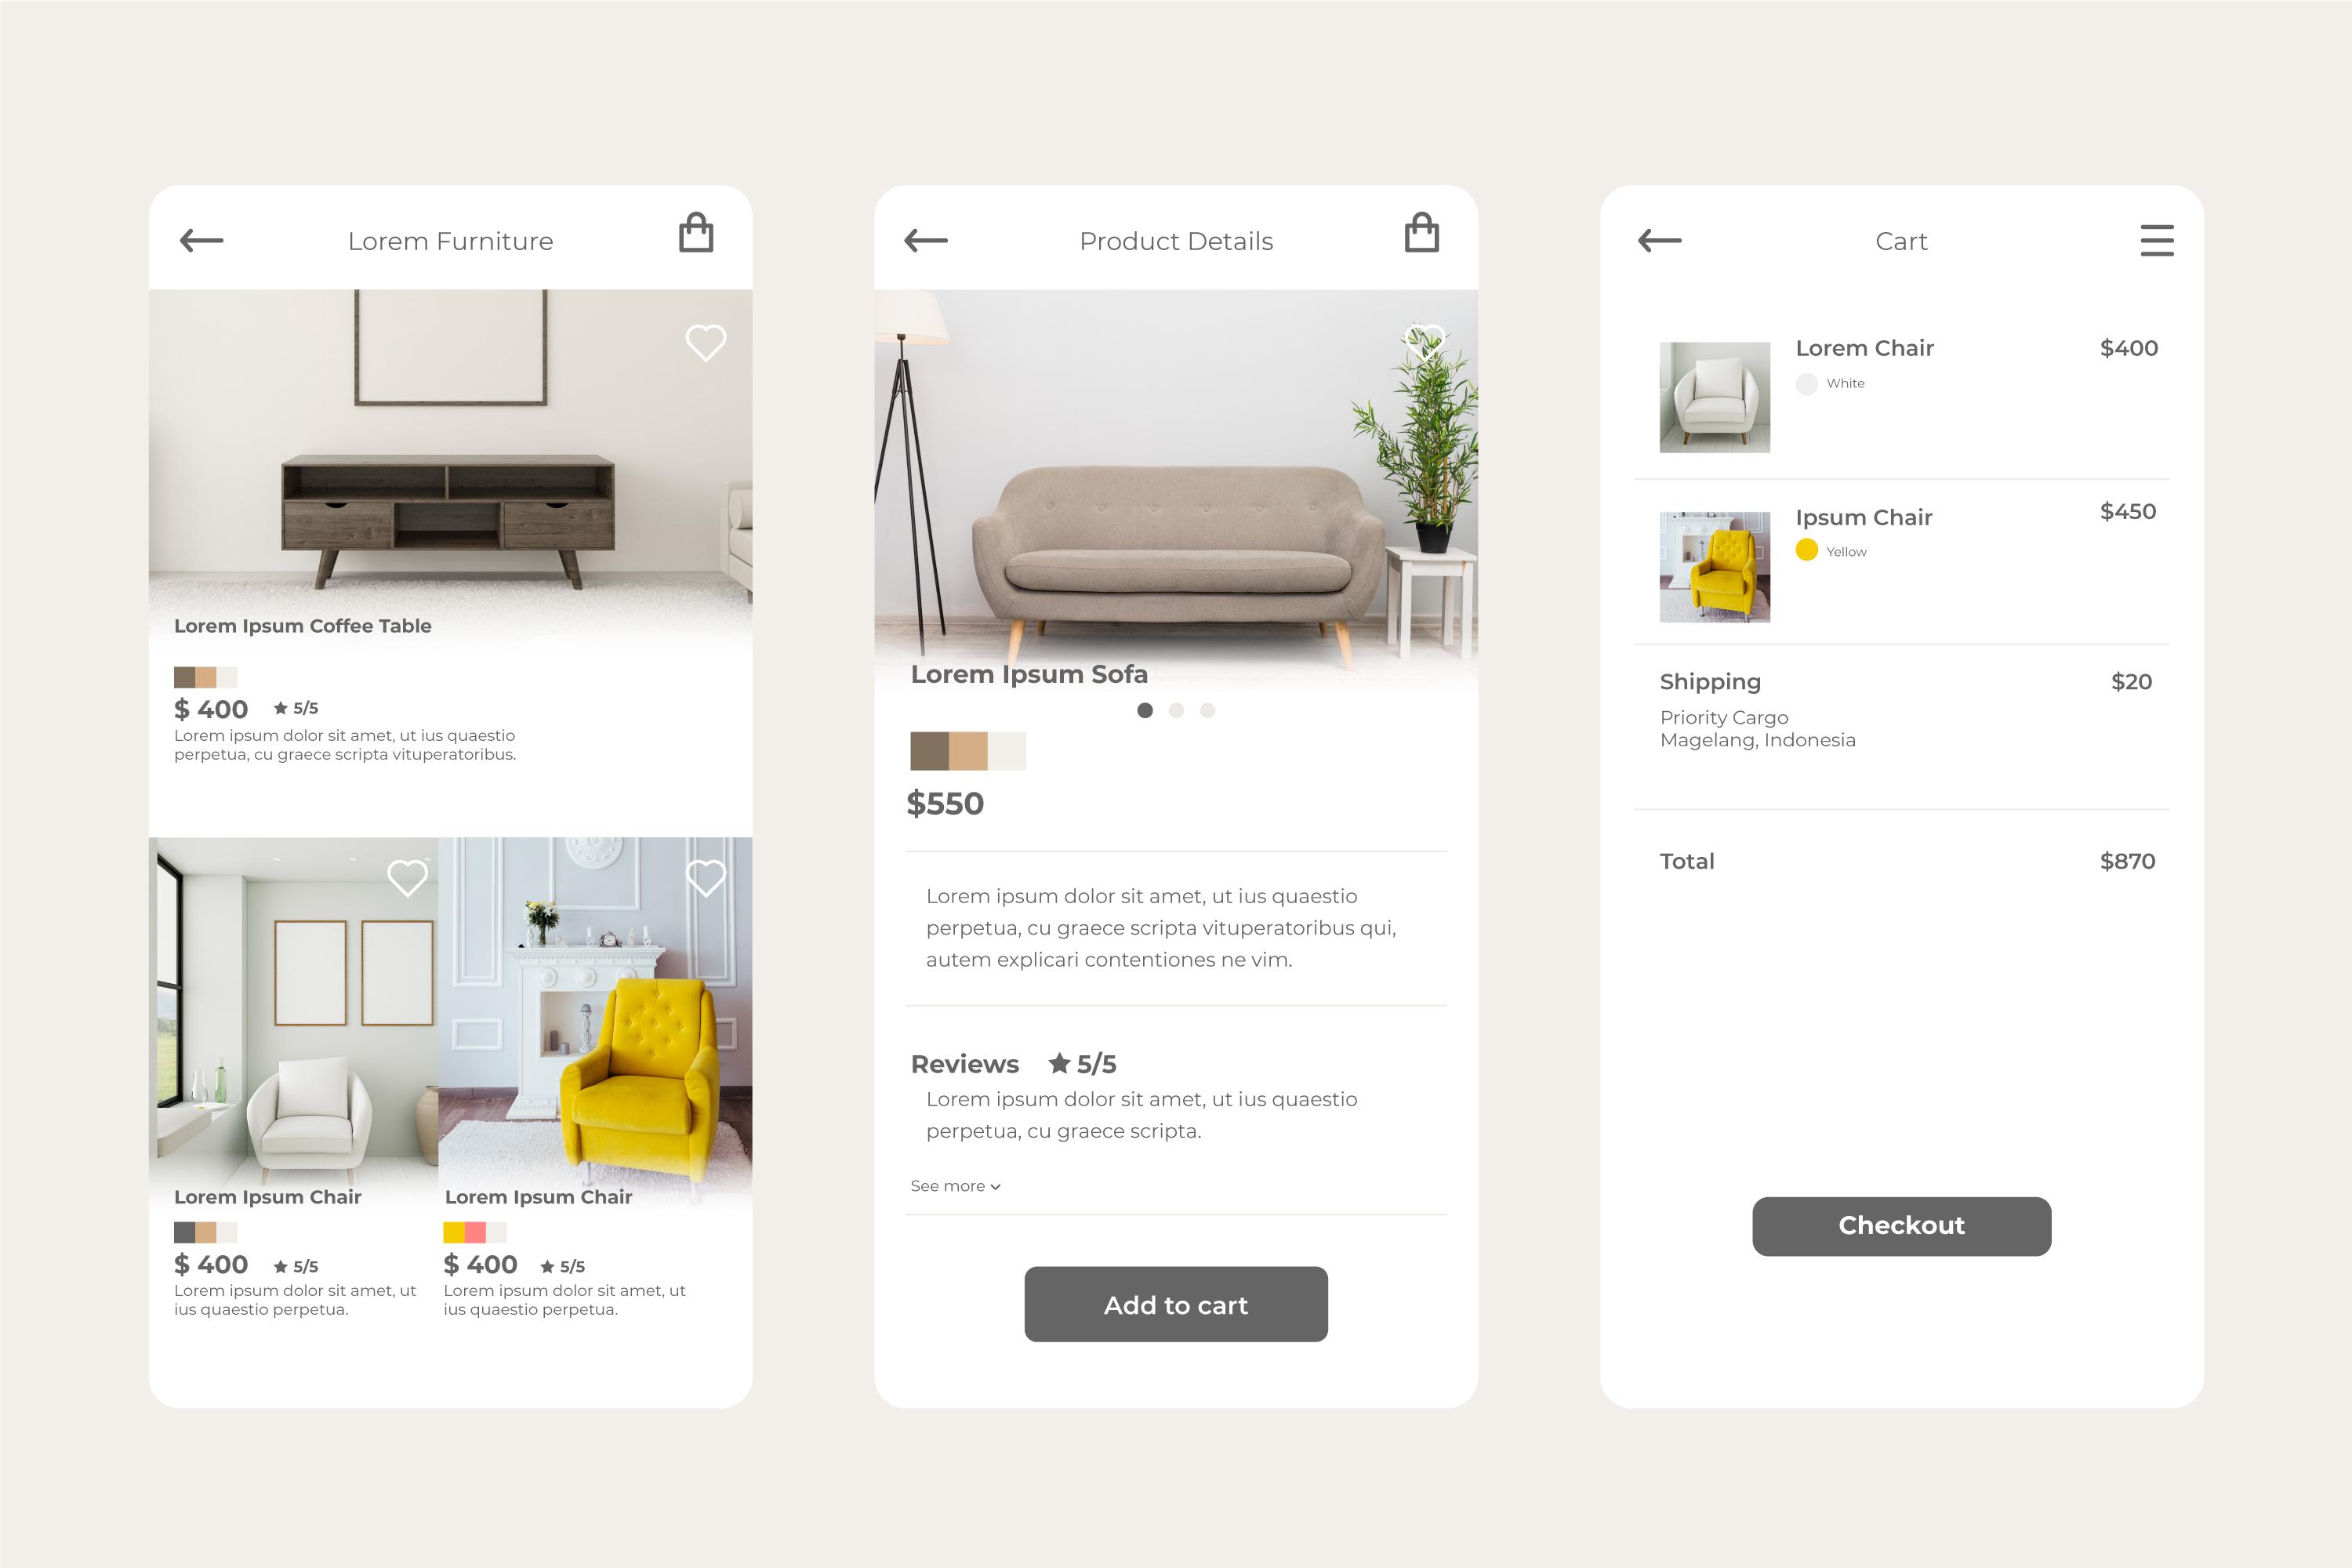 Lorem Furniture
Lorem Ipsum Coffee Table
$ 400 ★ 5/5
Lorem ipsum dolor sit amet, ut ius quaestio
perpetua, cu graece scripta vituperatoribus.
Lorem Ipsum Chair
$ 400 ★ 5/5
Lorem ipsum dolor sit amet, ut
ius quaestio perpetua.
Lorem Ipsum Chair
$ 400 ★ 5/5
Lorem ipsum dolor sit amet, ut
ius quaestio perpetua.
Product Details
Lorem Ipsum Sofa
$550
Lorem ipsum dolor sit amet, ut ius quaestio
perpetua, cu graece scripta vituperatoribus qui,
autem explicari contentiones ne vim.
Reviews ★ 5/5
Lorem ipsum dolor sit amet, ut ius quaestio
perpetua, cu graece scripta.
See more
Add to cart
Cart
Lorem Chair $400
White
Ipsum Chair $450
Yellow
Shipping $20
Priority Cargo
Magelang, Indonesia
Total $870
Checkout